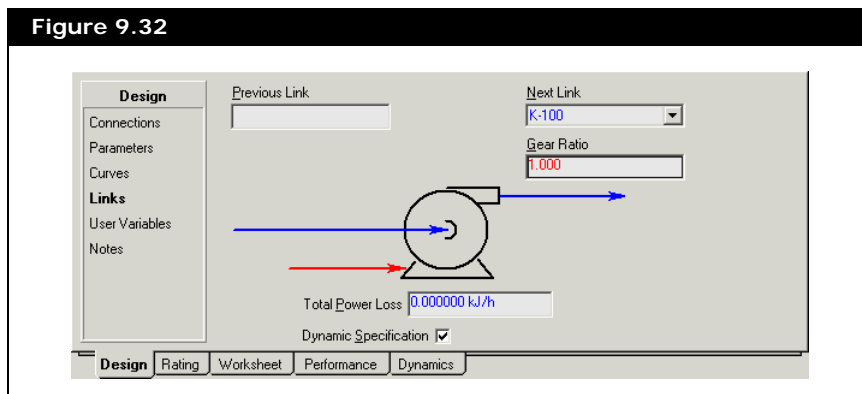 Figure 9.32
Design
Connections
Parameters
Curves
Links
User Variables
Notes
Previous Link
Next Link
K-100
Gear Ratio
1.000
Total Power Loss 0.000000 kJ/h
Dynamic Specification
Design Rating Worksheet Performance Dynamics